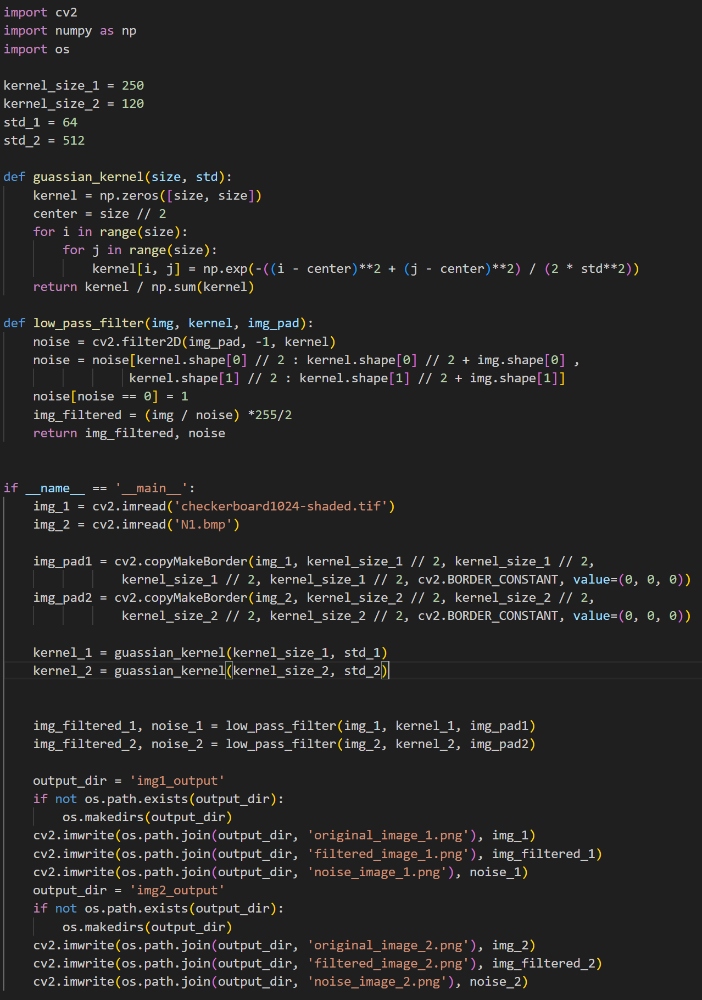 import cv2
import numpy as np
import os
kernel_size_1 = 250
kernel_size_2 = 120
std_1 = 64
std_2 = 512
def guassian_kernel(size, std):
    kernel = np.zeros([size, size])
    center = size // 2
    for i in range(size):
        for j in range(size):
            kernel[i, j] = np.exp(-((i - center)**2 + (j - center)**2) / (2 * std**2))
    return kernel / np.sum(kernel)
def low_pass_filter(img, kernel, img_pad):
    noise = cv2.filter2D(img_pad, -1, kernel)
    noise = noise[kernel.shape[0] // 2 : kernel.shape[0] // 2 + img.shape[0] ,
                 kernel.shape[1] // 2 : kernel.shape[1] // 2 + img.shape[1]]
    noise[noise == 0] = 1
    img_filtered = (img / noise) *255/2
    return img_filtered, noise
if __name__ == '__main__':
    img_1 = cv2.imread('checkerboard1024-shaded.tif')
    img_2 = cv2.imread('N1.bmp')
    img_pad1 = cv2.copyMakeBorder(img_1, kernel_size_1 // 2, kernel_size_1 // 2,
                kernel_size_1 // 2, kernel_size_1 // 2, cv2.BORDER_CONSTANT, value=(0, 0, 0))
    img_pad2 = cv2.copyMakeBorder(img_2, kernel_size_2 // 2, kernel_size_2 // 2,
                kernel_size_2 // 2, kernel_size_2 // 2, cv2.BORDER_CONSTANT, value=(0, 0, 0))
    kernel_1 = guassian_kernel(kernel_size_1, std_1)
    kernel_2 = guassian_kernel(kernel_size_2, std_2)
    img_filtered_1, noise_1 = low_pass_filter(img_1, kernel_1, img_pad1)
    img_filtered_2, noise_2 = low_pass_filter(img_2, kernel_2, img_pad2)
    output_dir = 'img1_output'
    if not os.path.exists(output_dir):
        os.makedirs(output_dir)
    cv2.imwrite(os.path.join(output_dir, 'original_image_1.png'), img_1)
    cv2.imwrite(os.path.join(output_dir, 'filtered_image_1.png'), img_filtered_1)
    cv2.imwrite(os.path.join(output_dir, 'noise_image_1.png'), noise_1)
    output_dir = 'img2_output'
    if not os.path.exists(output_dir):
        os.makedirs(output_dir)
    cv2.imwrite(os.path.join(output_dir, 'original_image_2.png'), img_2)
    cv2.imwrite(os.path.join(output_dir, 'filtered_image_2.png'), img_filtered_2)
    cv2.imwrite(os.path.join(output_dir, 'noise_image_2.png'), noise_2)